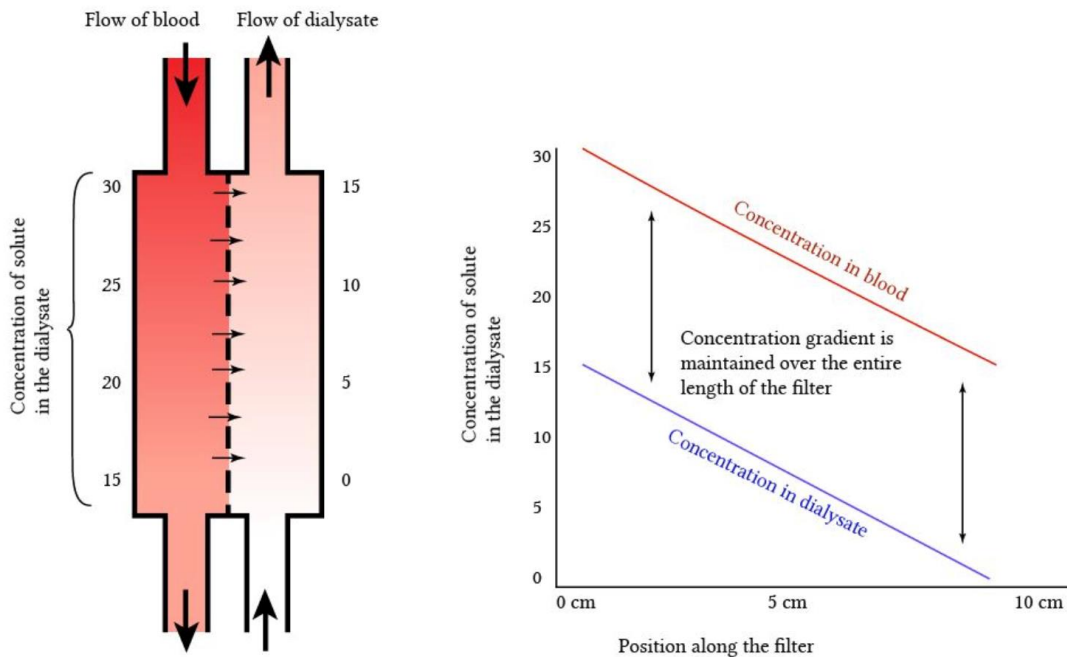 Flow of blood
Flow of dialysate
Concentration of solute
in the dialysate
30
25
20
15
15
10
5
0
Concentration of solute
in the dialysate
30
25
20
15
10
5
0
Concentration in blood
Concentration gradient is
maintained over the entire
length of the filter
Concentration in dialysate
0 cm
5 cm
10 cm
Position along the filter